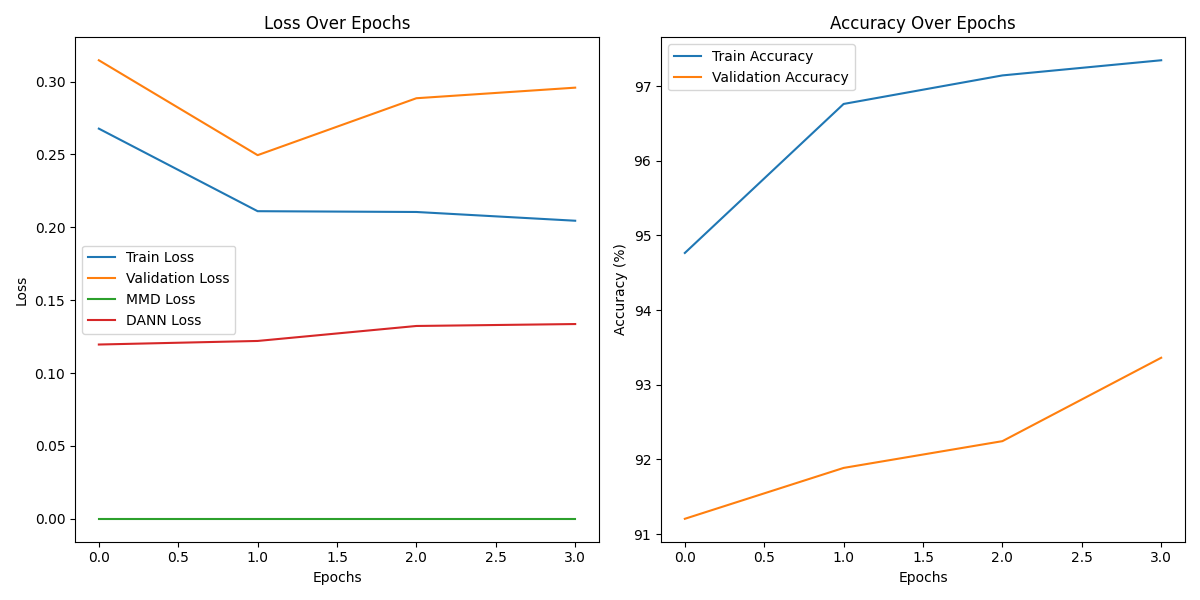 Loss Over Epochs
0.30
0.25
0.20
0.15
0.10
0.05
0.00
Loss
Train Loss
Validation Loss
MMD Loss
DANN Loss
0.0 0.5 1.0 1.5 2.0 2.5 3.0
Epochs
Accuracy Over Epochs
97
96
95
94
93
92
91
Accuracy (%)
Train Accuracy
Validation Accuracy
0.0 0.5 1.0 1.5 2.0 2.5 3.0
Epochs